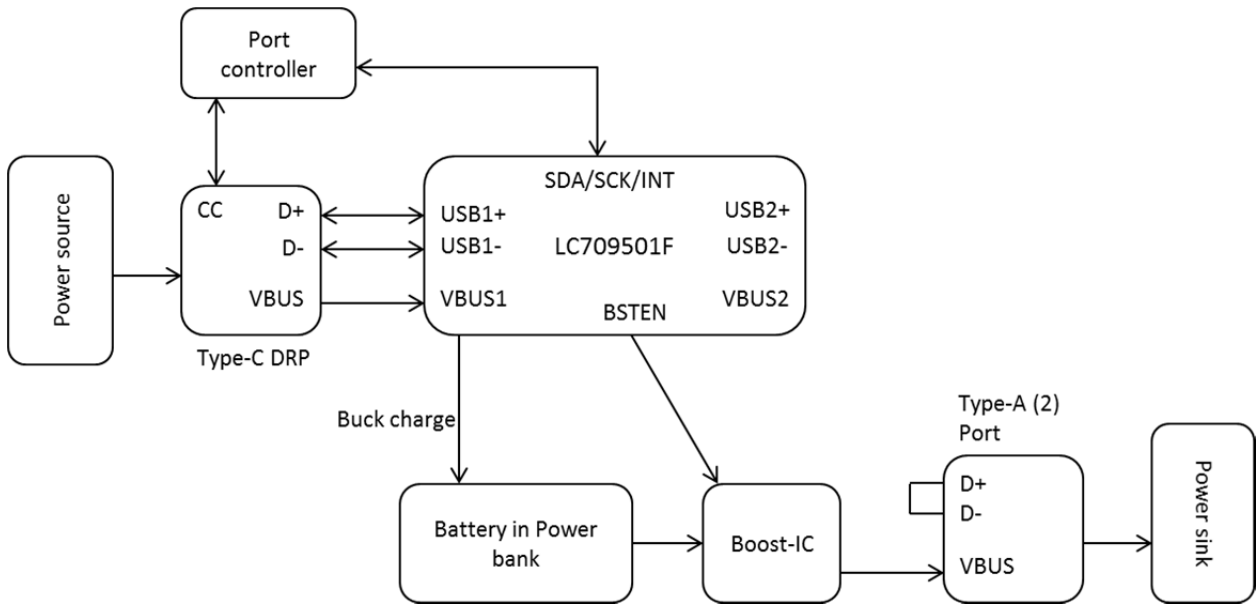 Port
controller
Power source
CC
D+
D-
VBUS
Type-C DRP
SDA/SCK/INT
USB1+
USB1-
VBUS1
LC709501F
USB2+
USB2-
VBUS2
BSTEN
Buck charge
Battery in Power
bank
Boost-IC
Type-A (2)
Port
D+
D-
VBUS
Power sink